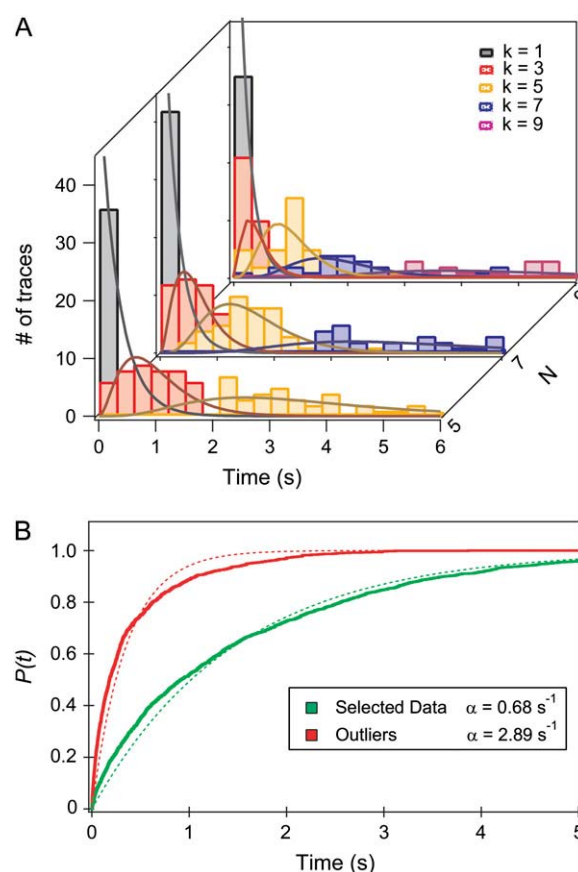 A
k = 1
k = 3
k = 5
k = 7
k = 9
40
30
20
10
0
# of traces
0 1 2 3 4 5 6
Time (s)
5
7
9
N
B
1.0
0.8
0.6
0.4
0.2
0
P(t)
Selected Data α = 0.68 s⁻¹
Outliers α = 2.89 s⁻¹
0 1 2 3 4 5
Time (s)